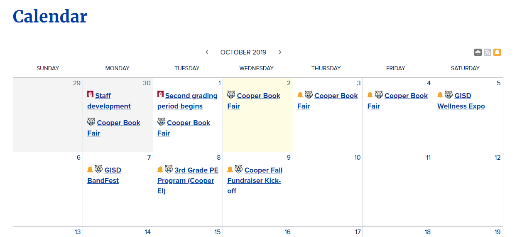 Calendar
OCTOBER 2019
SUNDAY MONDAY TUESDAY WEDNESDAY THURSDAY FRIDAY SATURDAY
29 30 1 2 3 4 5
Staff
development
Cooper Book
Fair
Second grading
period begins
Cooper Book
Fair
Cooper Book
Fair
Cooper Book
Fair
Cooper Book
Fair
GISD
Wellness Expo
6 7 8 9 10 11 12
GISD
BandFest
3rd Grade PE
Program (Cooper
El)
Cooper Fall
Fundraiser Kick-
off
13 14 15 16 17 18 19